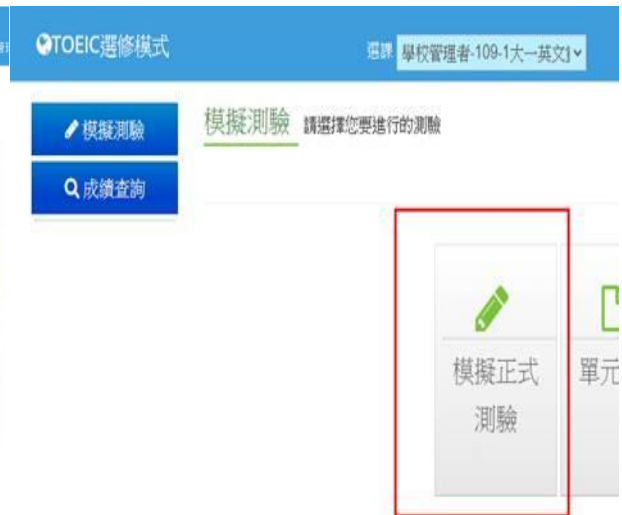 TOEIC選修模式
選課 學校管理者-109-1大一英文
模擬測驗
模擬測驗 請選擇您要進行的測驗
成績查詢
模擬正式
測驗
單元